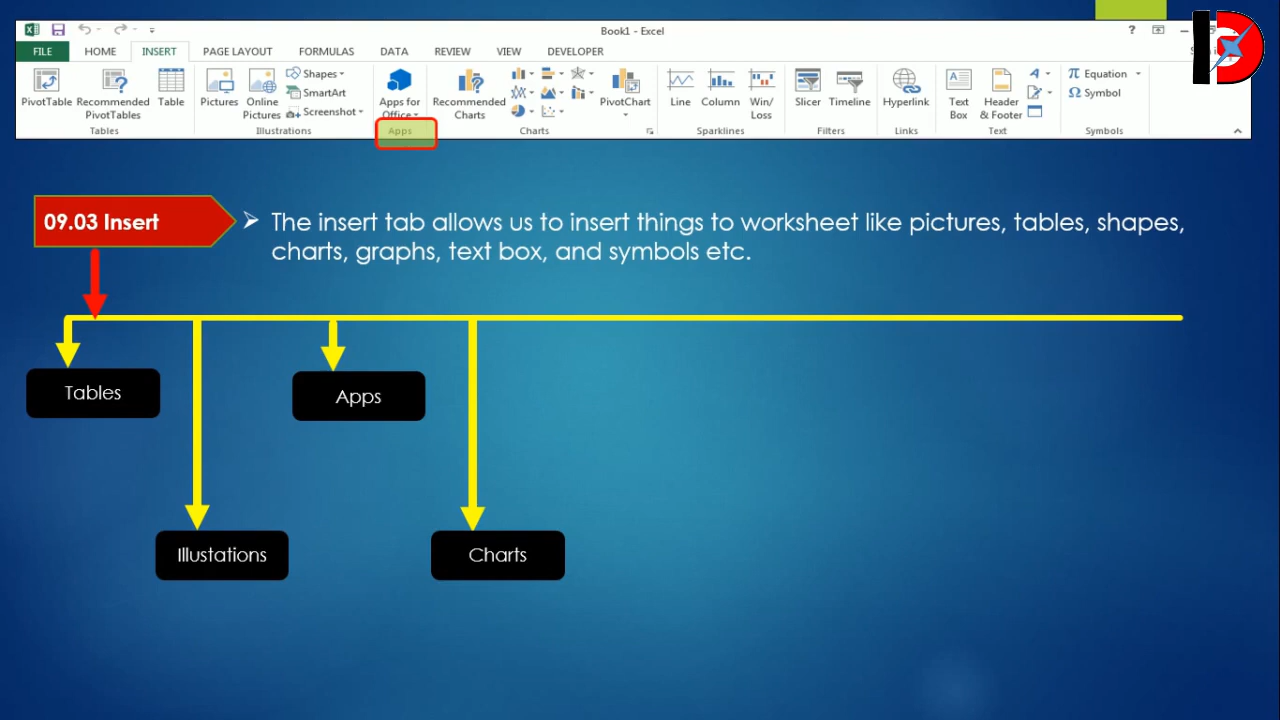 Book1 - Excel
FILE HOME INSERT PAGE LAYOUT FORMULAS DATA REVIEW VIEW DEVELOPER
PivotTable Recommended PivotTables Table
Tables
Pictures Online Pictures Shapes SmartArt Screenshot
Illustrations
Apps for Office
Apps
Recommended Charts PivotChart
Charts
Line Column Win/ Loss
Sparklines
Slicer Timeline
Filters
Hyperlink
Links
Text Box Header & Footer
Text
π Equation
Ω Symbol
Symbols
09.03 Insert
The insert tab allows us to insert things to worksheet like pictures, tables, shapes,
charts, graphs, text box, and symbols etc.
Tables
Apps
Illustations
Charts